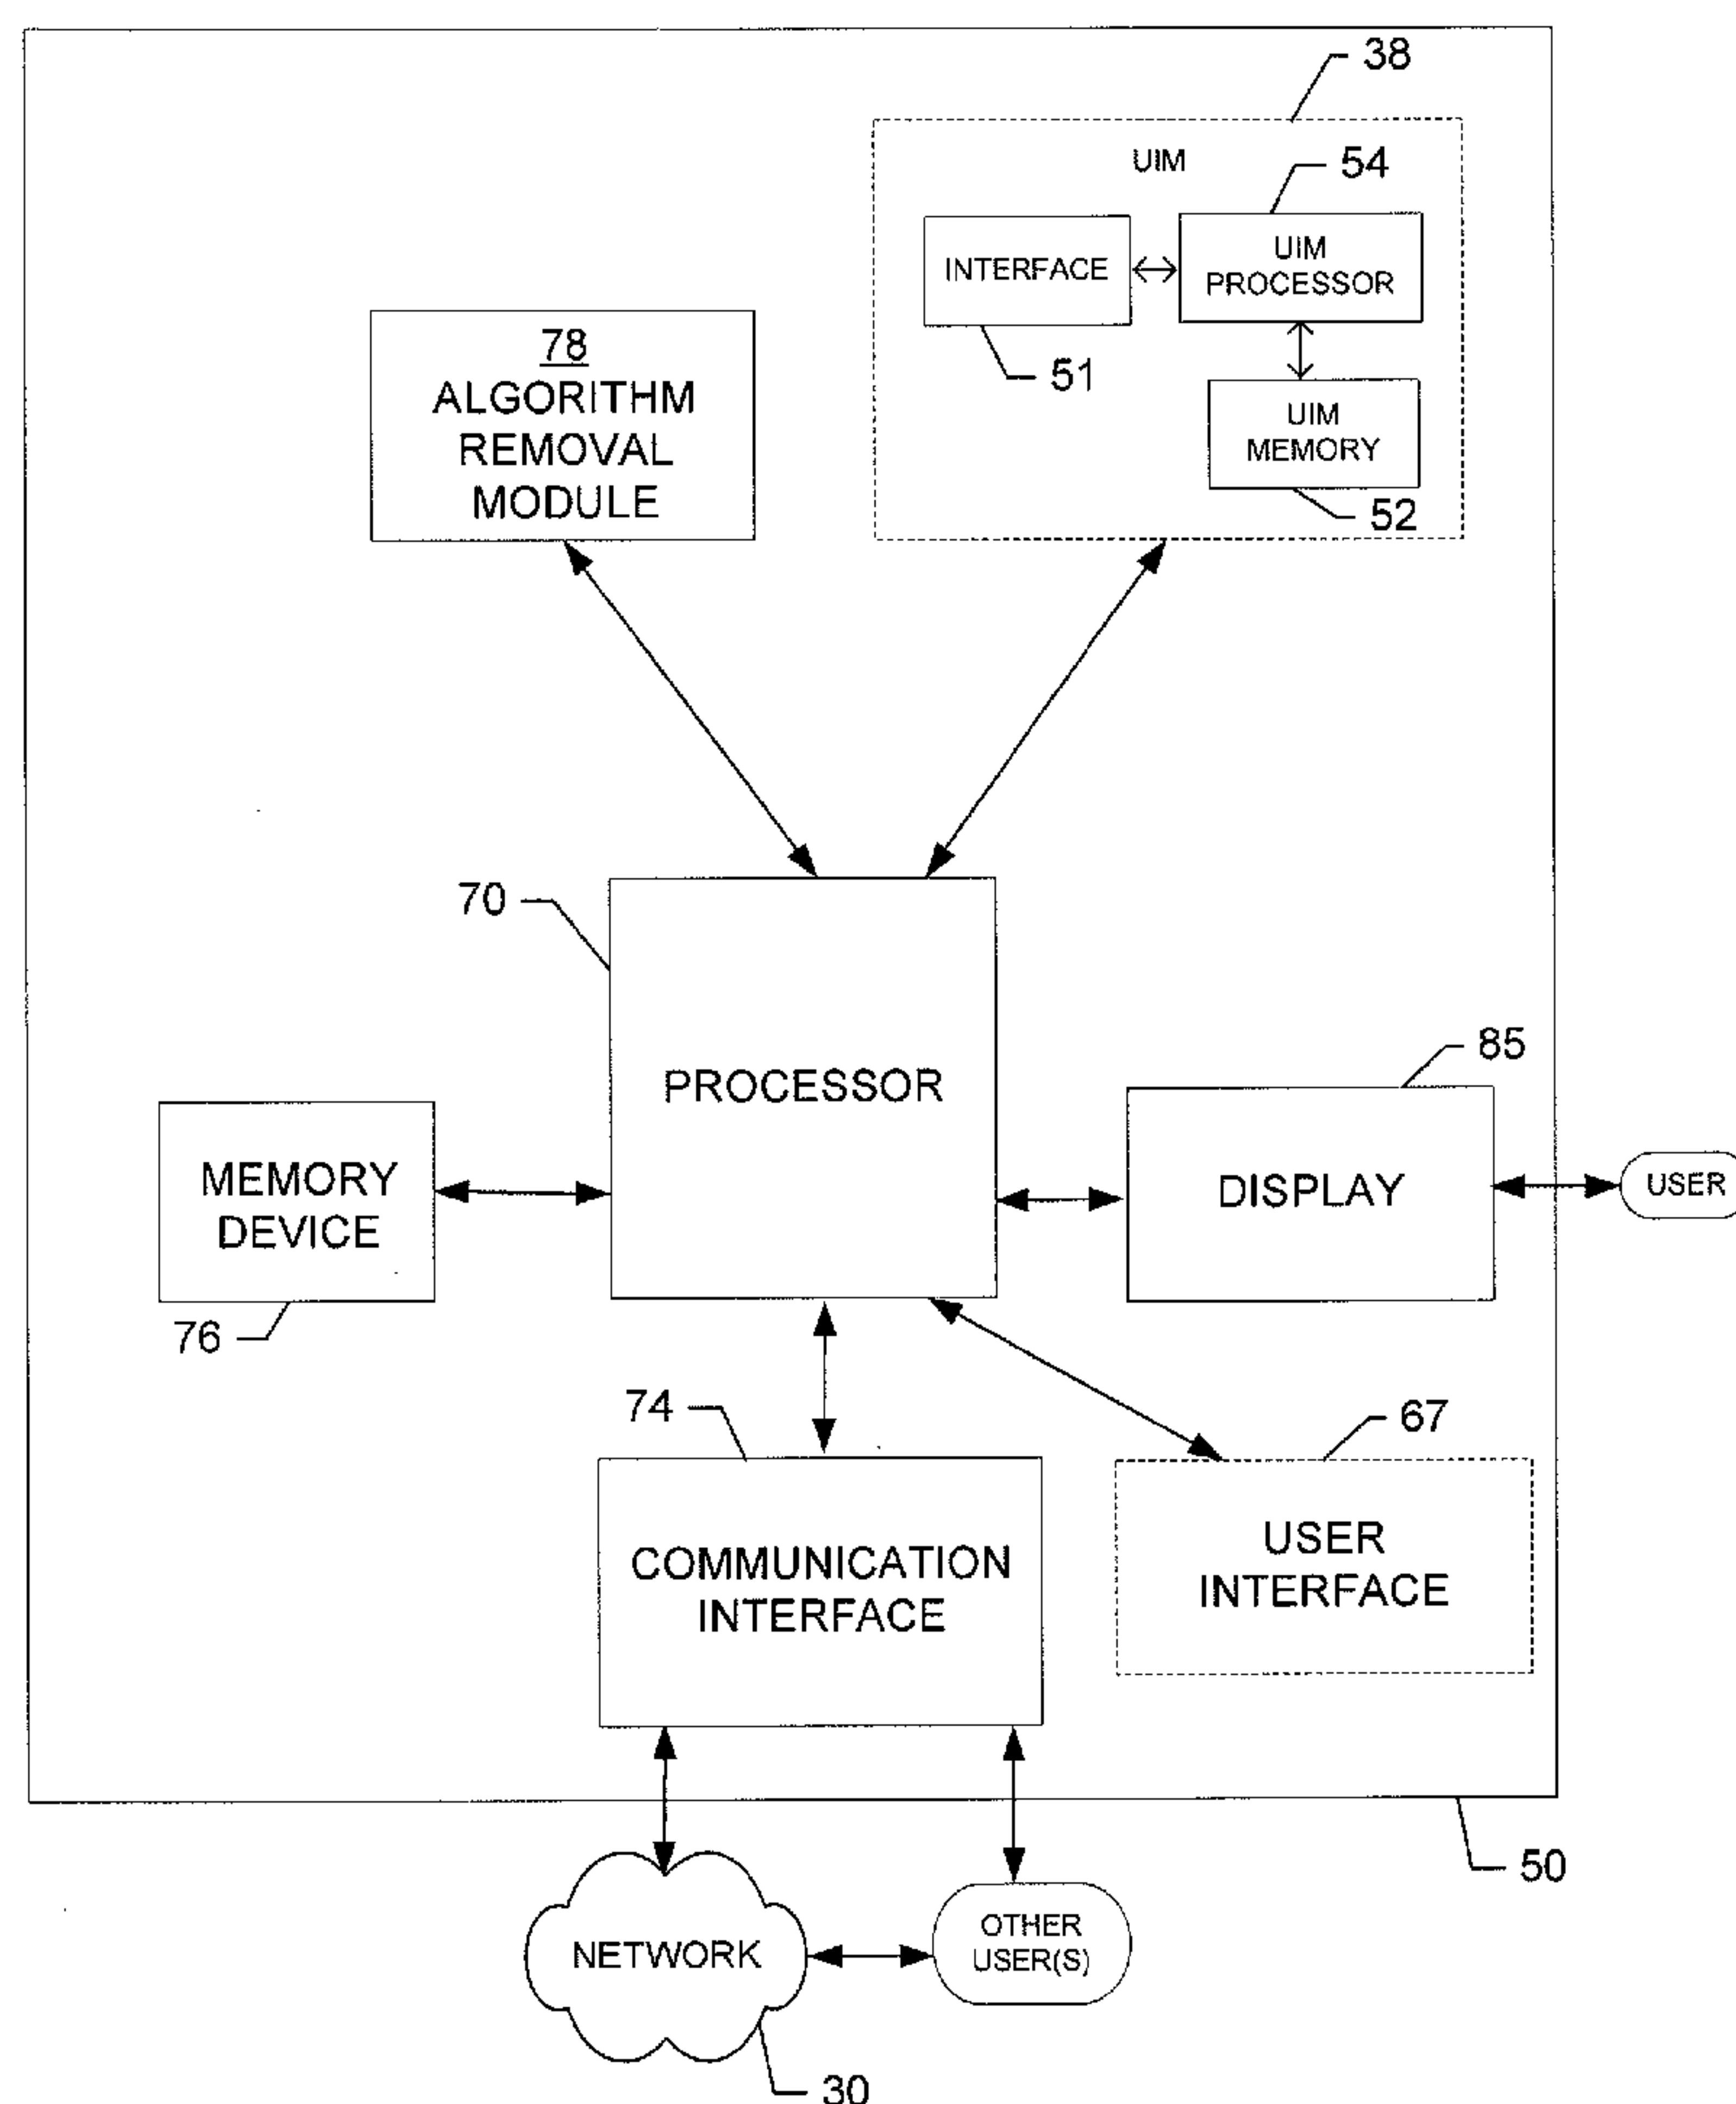 38
UIM
54
INTERFACE
UIM
PROCESSOR
51
UIM
MEMORY
52
78
ALGORITHM
REMOVAL
MODULE
70
PROCESSOR
85
MEMORY
DEVICE
76
DISPLAY
USER
74
67
COMMUNICATION
INTERFACE
USER
INTERFACE
50
NETWORK
OTHER
USER(S)
30